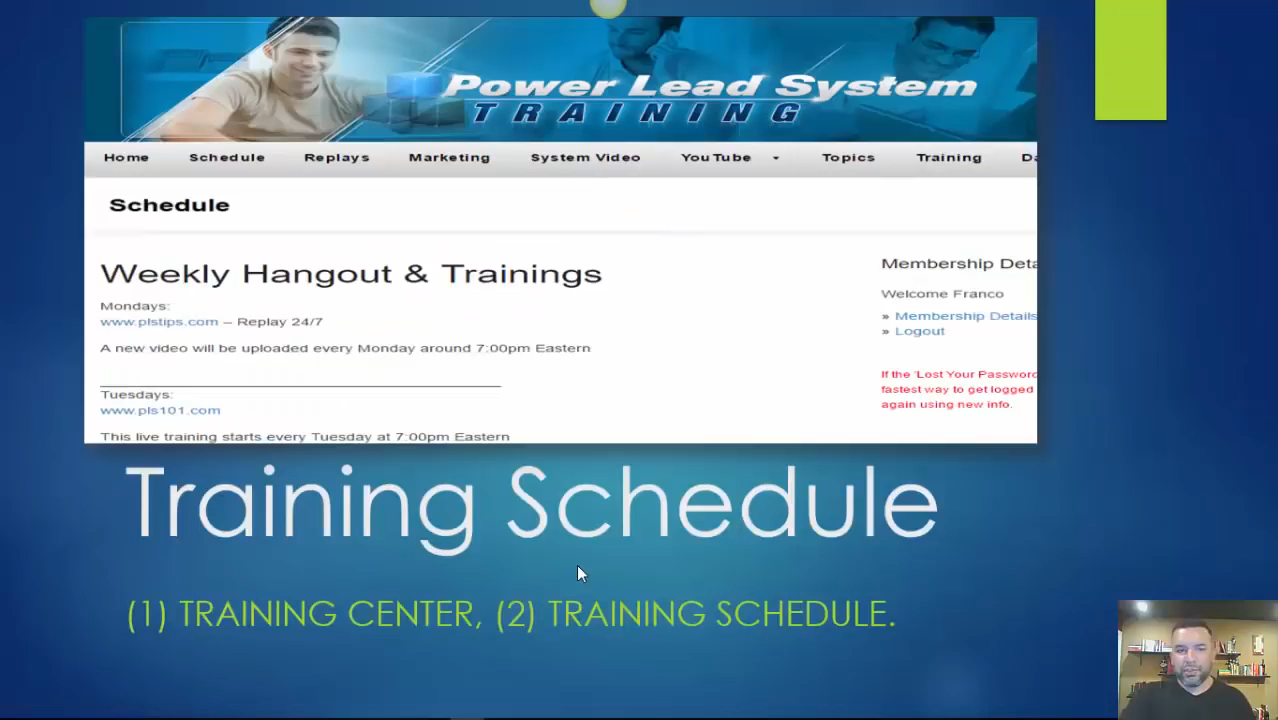 Power Lead System
TRAINING
Home Schedule Replays Marketing System Video YouTube Topics Training
Schedule
Weekly Hangout & Trainings
Mondays:
www.plstips.com – Replay 24/7
A new video will be uploaded every Monday around 7:00pm Eastern
Tuesdays:
www.pls101.com
This live training starts every Tuesday at 7:00pm Eastern
Membership Deta
Welcome Franco
» Membership Details
» Logout
If the 'Lost Your Password
fastest way to get logged
again using new info.
Training Schedule
(1) TRAINING CENTER, (2) TRAINING SCHEDULE.